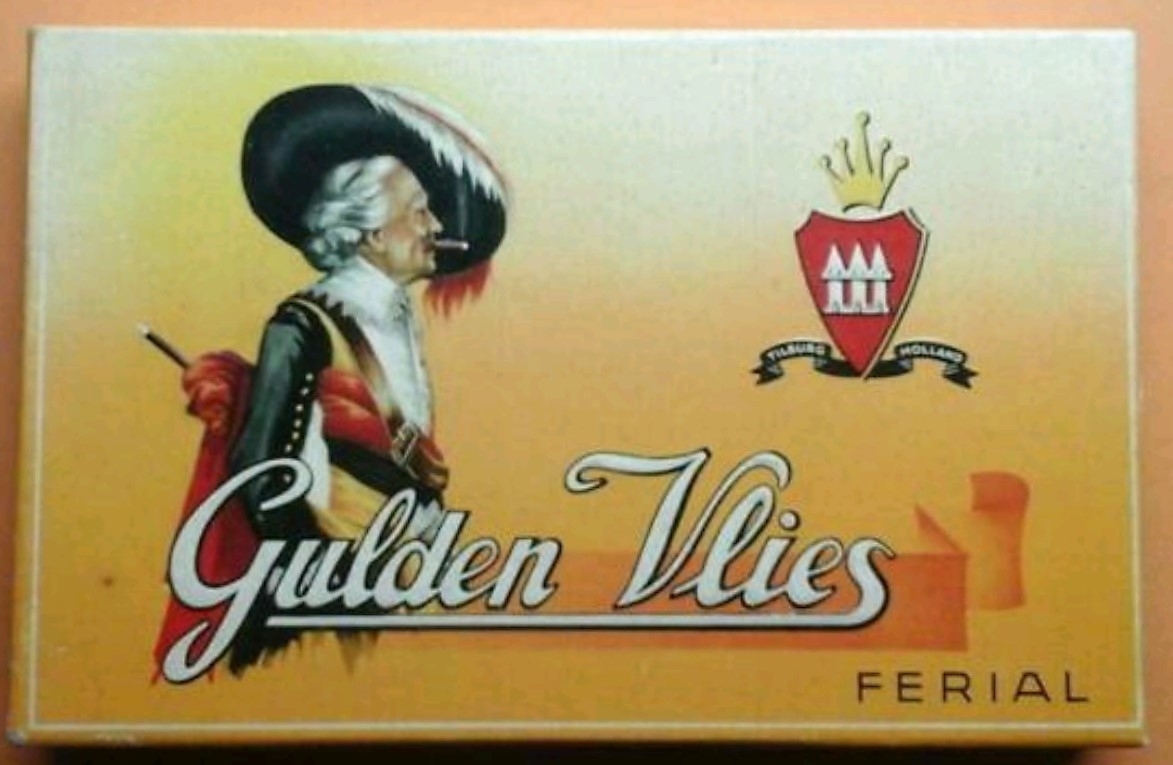 TILBURG HOLLAND
Gulden Vlies
FERIAL